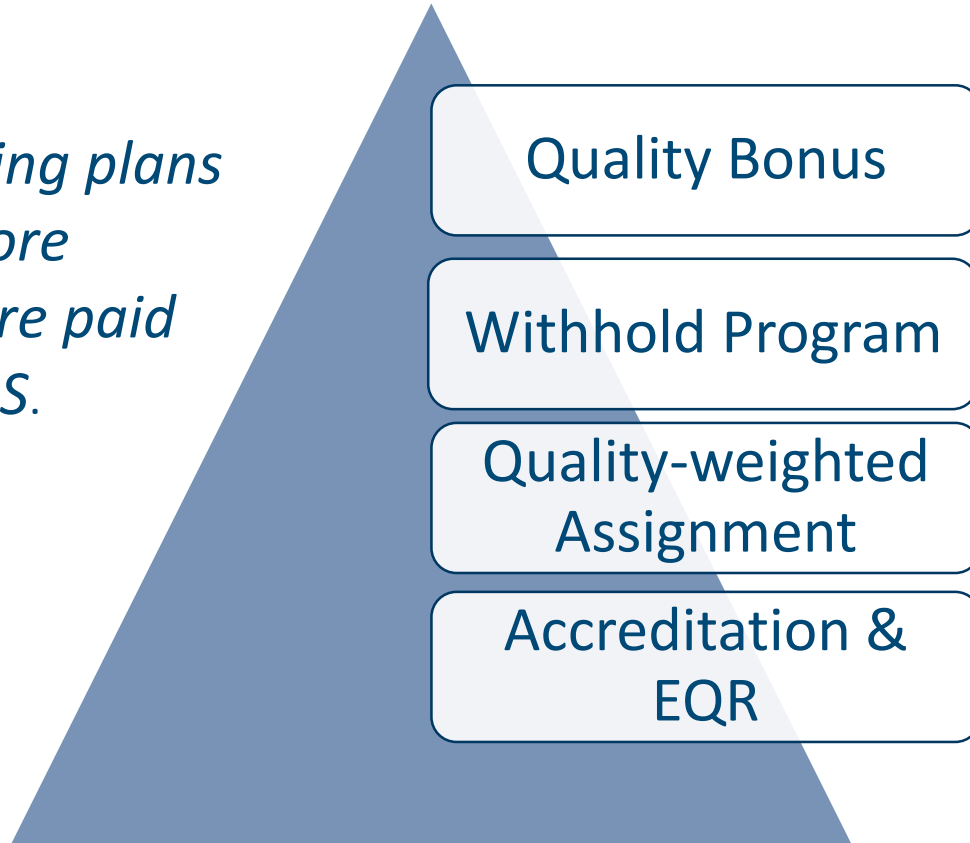 ing plans
ore
re paid
S.
Quality Bonus
Withhold Program
Quality-weighted
Assignment
Accreditation &
EQR